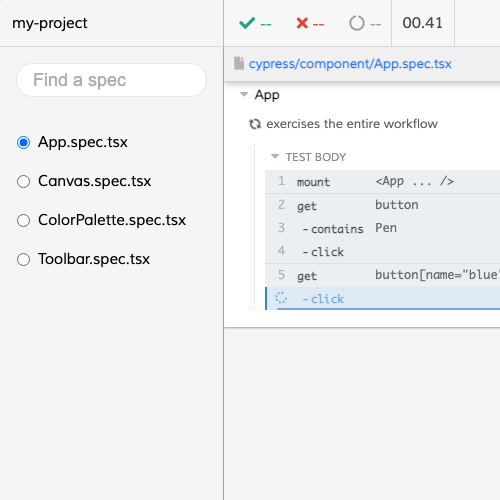 my-project
-- -- -- 00.41
Find a spec
App.spec.tsx
Canvas.spec.tsx
ColorPalette.spec.tsx
Toolbar.spec.tsx
cypress/component/App.spec.tsx
App
exercises the entire workflow
TEST BODY
1 mount <App ... />
2 get button
3 -contains Pen
4 -click
5 get button[name="blue"
-click